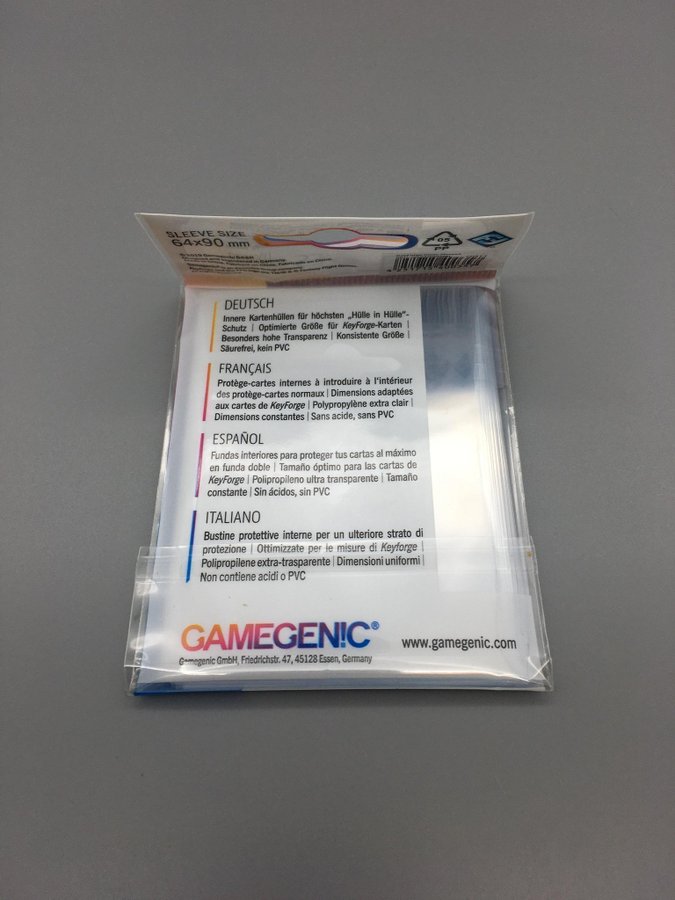 SLEEVE SIZE
64x90 mm
05
PP
DEUTSCH
Innere Kartenhüllen für höchsten „Hülle in Hülle“-
Schutz | Optimierte Größe für KeyForge-Karten |
Besonders hohe Transparenz | Konsistente Größe |
Säurefrei, kein PVC
FRANÇAIS
Protège-cartes internes à introduire à l'intérieur
des protège-cartes normaux | Dimensions adaptées
aux cartes de KeyForge | Polypropylène extra clair |
Dimensions constantes | Sans acide, sans PVC
ESPAÑOL
Fundas interiores para proteger tus cartas al máximo
en funda doble | Tamaño óptimo para las cartas de
KeyForge | Polipropileno ultra transparente | Tamaño
constante | Sin ácidos, sin PVC
ITALIANO
Bustine protettive interne per un ulteriore strato di
protezione | Ottimizzate per le misure di Keyforge |
Polipropilene extra-trasparente | Dimensioni uniformi |
Non contiene acidi o PVC
GAMEGEN!C®
www.gamegenic.com
Gamegenic GmbH, Friedrichstr. 47, 45128 Essen, Germany